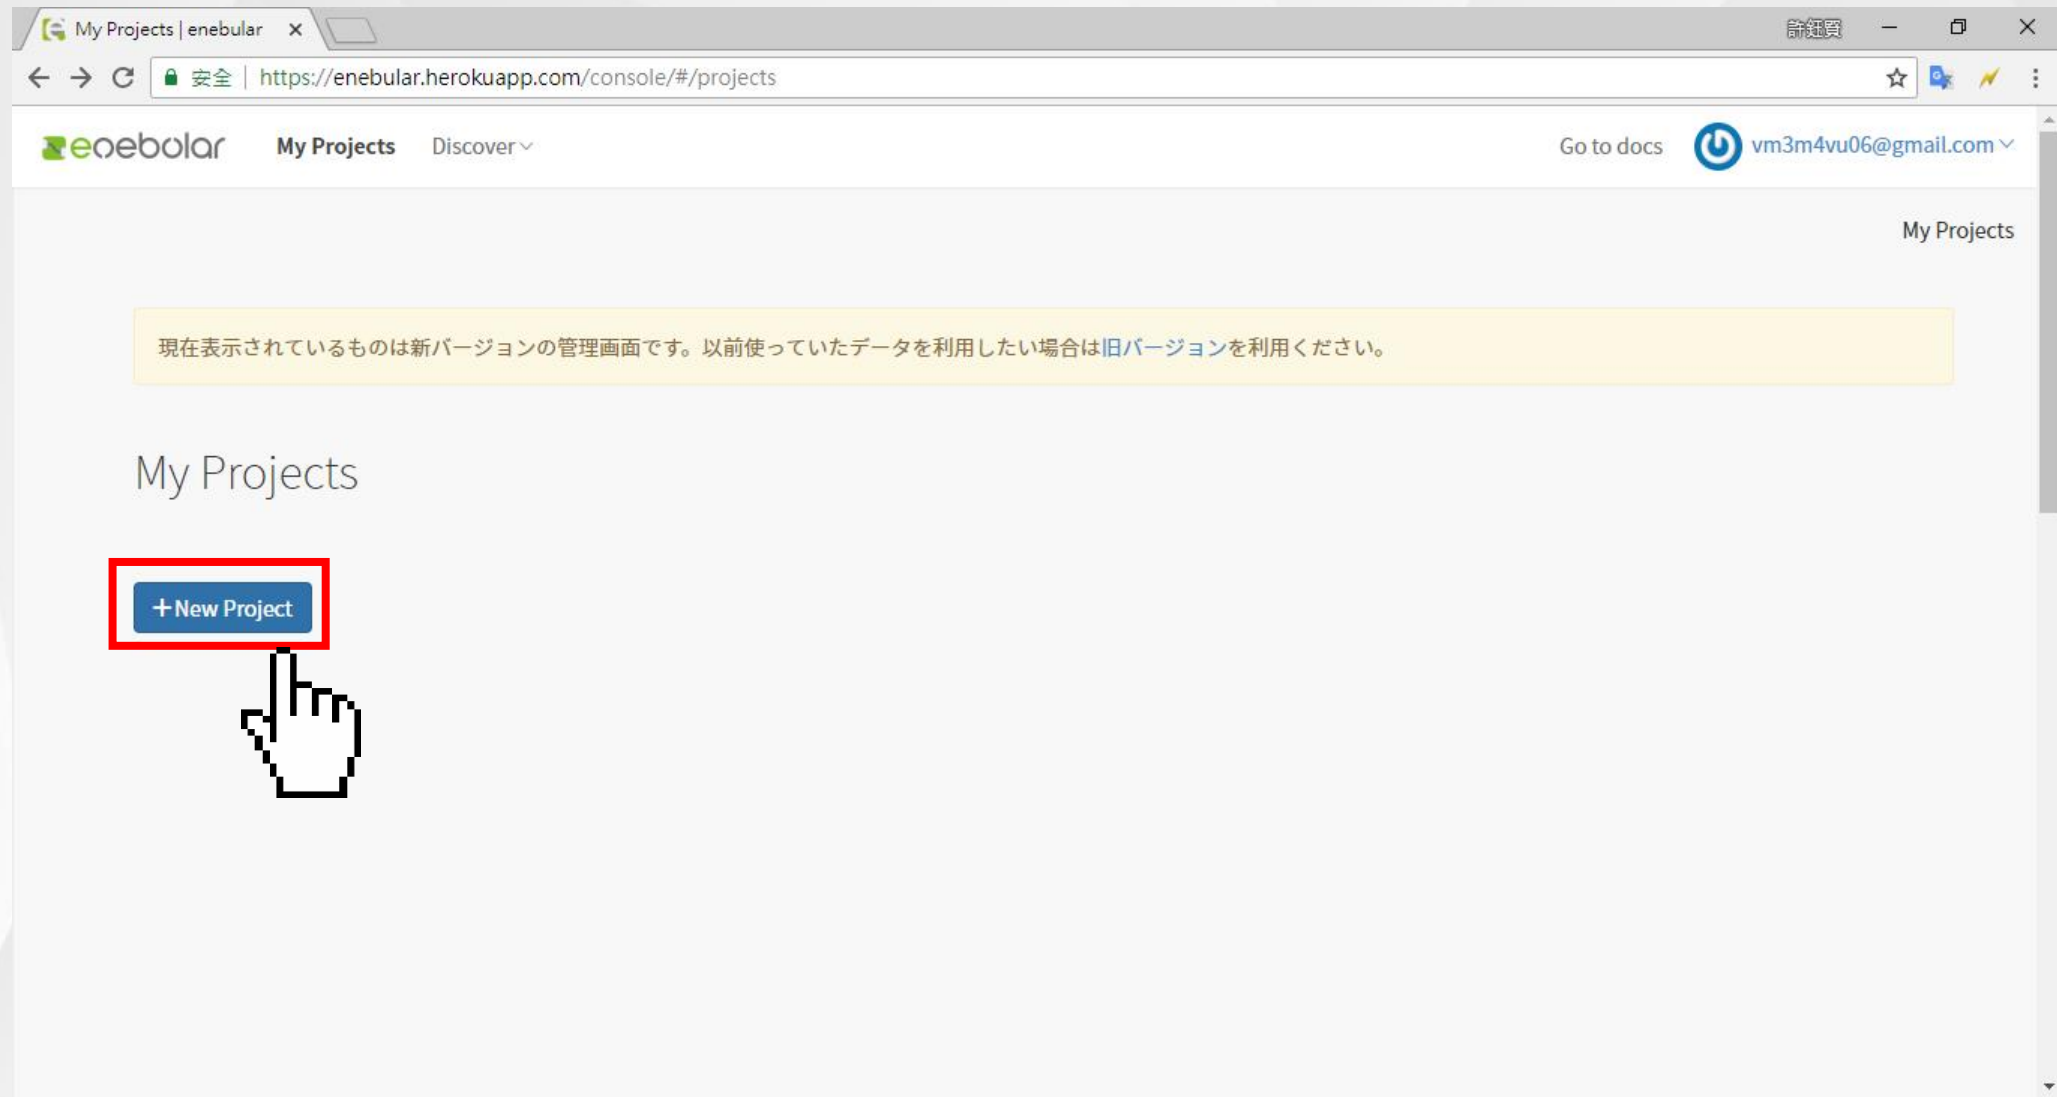 My Projects | enebular
許鈺賢
安全 | https://enebular.herokuapp.com/console/#/projects
enebular My Projects Discover Go to docs vm3m4vu06@gmail.com
My Projects
現在表示されているものは新バージョンの管理画面です。以前使っていたデータを利用したい場合は旧バージョンを利用ください。
My Projects
+New Project